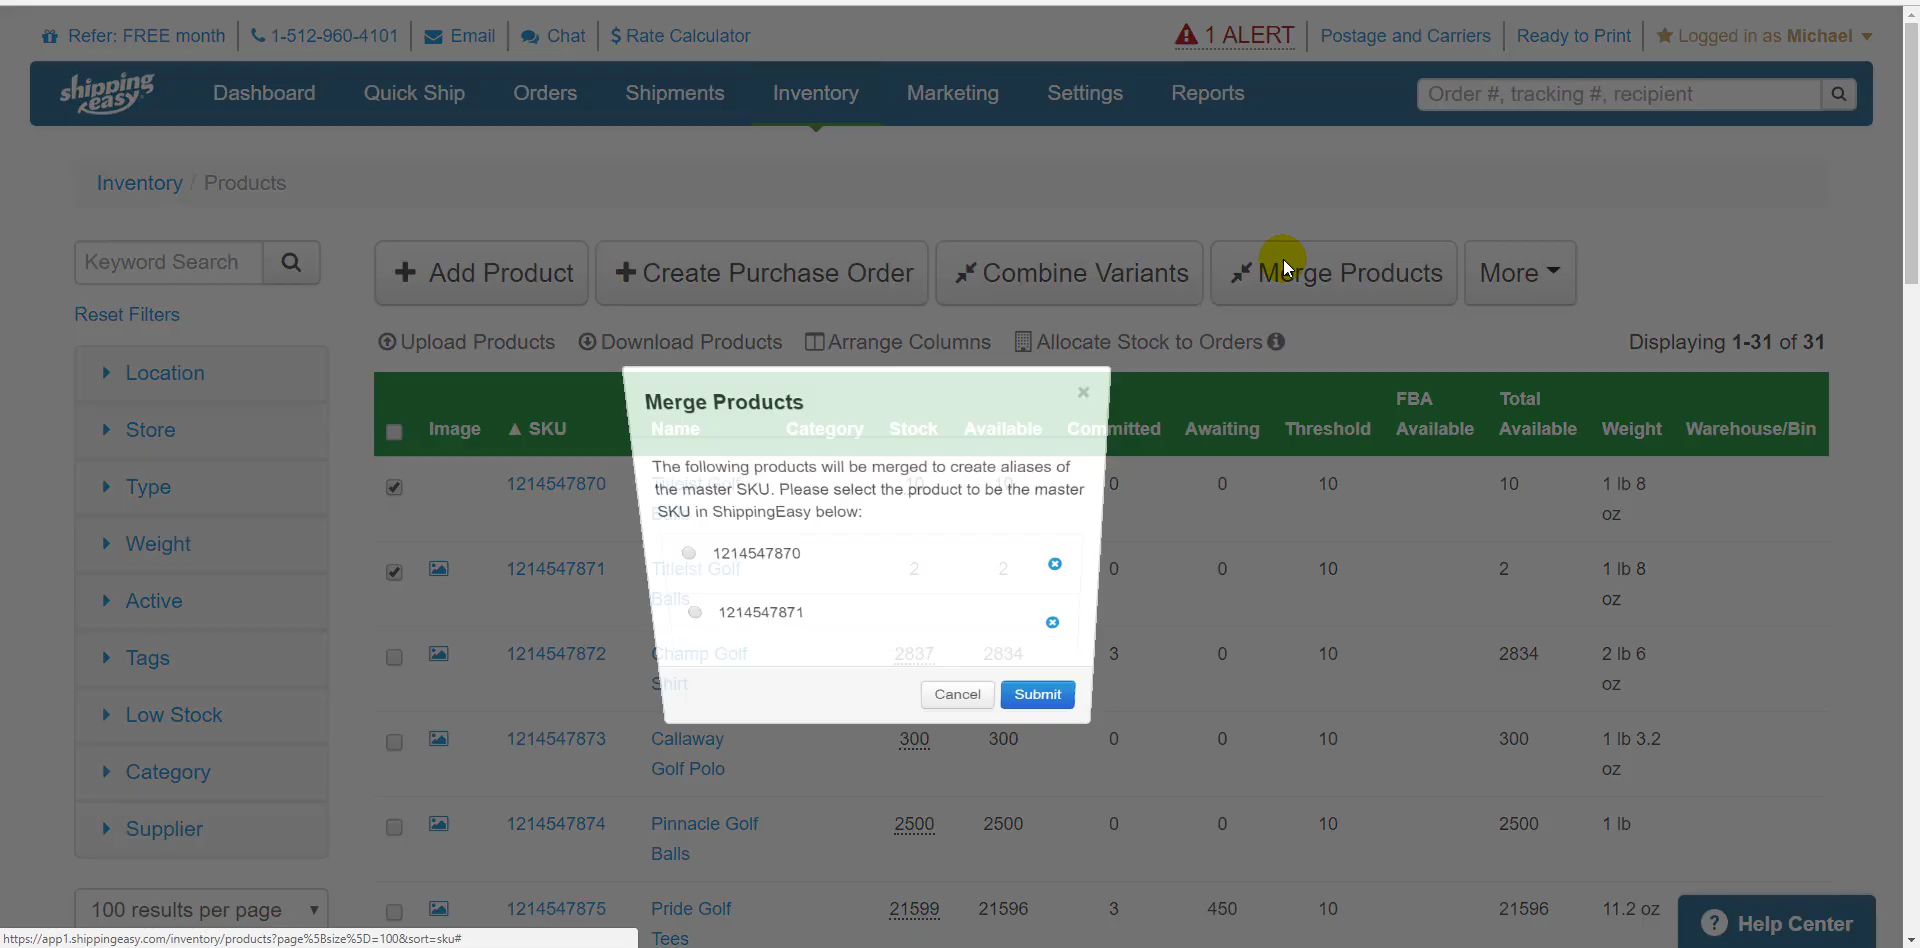 Refer: FREE month
1-512-960-4101
Email
Chat
$ Rate Calculator
1 ALERT
Postage and Carriers
Ready to Print
Logged in as Michael
shipping easy
Dashboard
Quick Ship
Orders
Shipments
Inventory
Marketing
Settings
Reports
Order #, tracking #, recipient
Inventory / Products
Keyword Search
Reset Filters
Location
Store
Type
Weight
Active
Tags
Low Stock
Category
Supplier
100 results per page
Add Product
Create Purchase Order
Combine Variants
Merge Products
More
Upload Products
Download Products
Arrange Columns
Allocate Stock to Orders
Displaying 1-31 of 31
Image
▲ SKU
Name
Category
Stock
Available
Committed
Awaiting
Threshold
FBA Available
Total Available
Weight
Warehouse/Bin
1214547870 Titleist Golf Balls 10 10 0 0 10 10 1 lb 8 oz
1214547871 Titleist Golf Balls 2 2 0 0 10 2 1 lb 8 oz
1214547872 Champ Golf Shirt 2837 2834 3 0 10 2834 2 lb 6 oz
1214547873 Callaway Golf Polo 300 300 0 0 10 300 1 lb 3.2 oz
1214547874 Pinnacle Golf Balls 2500 2500 0 0 10 2500 1 lb
1214547875 Pride Golf Tees 21599 21596 3 450 10 21596 11.2 oz
Merge Products
×
The following products will be merged to create aliases of
the master SKU. Please select the product to be the master
SKU in ShippingEasy below:
1214547870
1214547871
Cancel
Submit
? Help Center
https://app1.shippingeasy.com/inventory/products?page%5Bsize%5D=100&sort=sku#